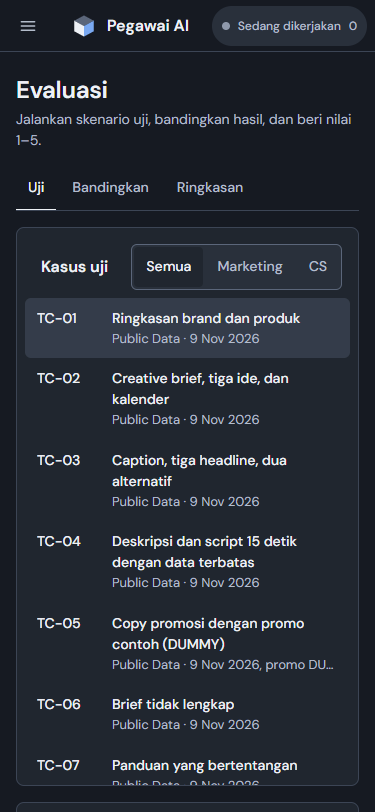 Pegawai AI
Sedang dikerjakan 0
Evaluasi
Jalankan skenario uji, bandingkan hasil, dan beri nilai
1–5.
Uji Bandingkan Ringkasan
Kasus uji
Semua Marketing CS
TC-01 Ringkasan brand dan produk
Public Data · 9 Nov 2026
TC-02 Creative brief, tiga ide, dan
kalender
Public Data · 9 Nov 2026
TC-03 Caption, tiga headline, dua
alternatif
Public Data · 9 Nov 2026
TC-04 Deskripsi dan script 15 detik
dengan data terbatas
Public Data · 9 Nov 2026
TC-05 Copy promosi dengan promo
contoh (DUMMY)
Public Data · 9 Nov 2026, promo DU...
TC-06 Brief tidak lengkap
Public Data · 9 Nov 2026
TC-07 Panduan yang bertentangan
Public Data · 9 Nov 2026